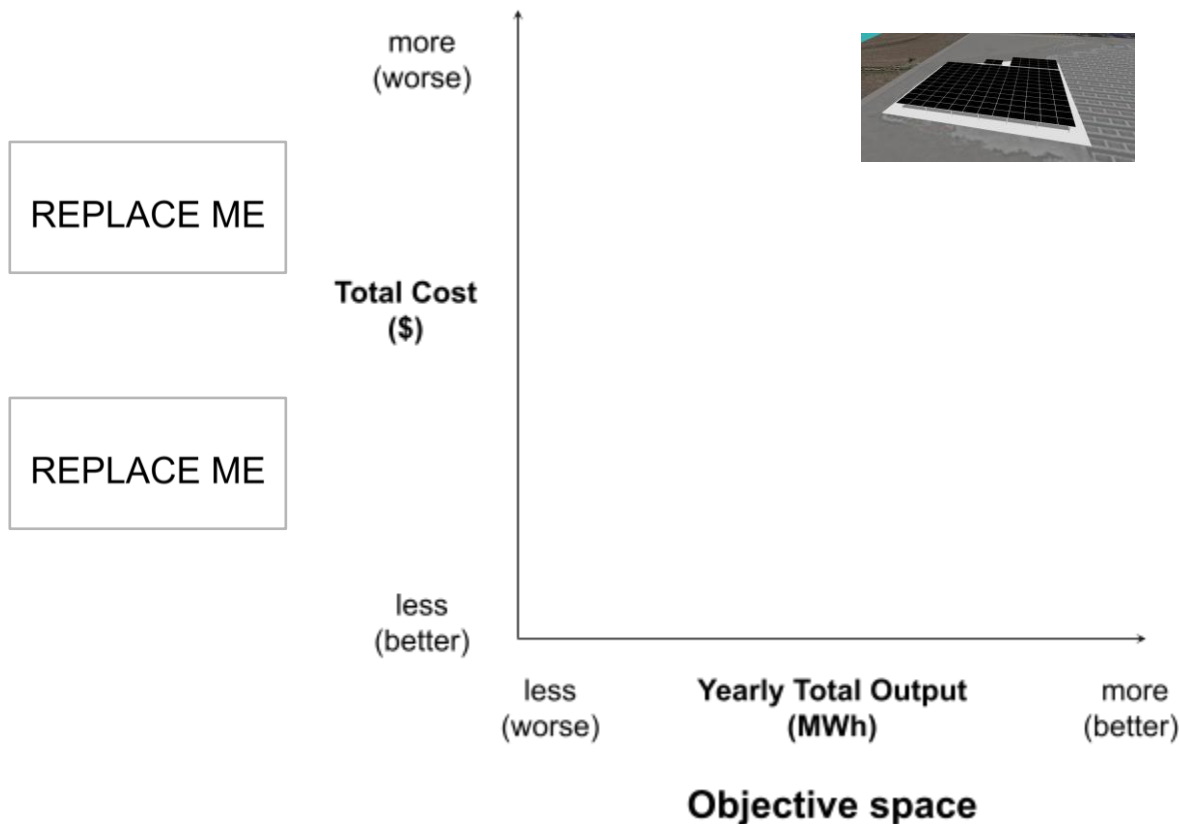 more
(worse)
REPLACE ME
Total Cost
($)
REPLACE ME
less
(better)
less
(worse)
Yearly Total Output
(MWh)
more
(better)
Objective space